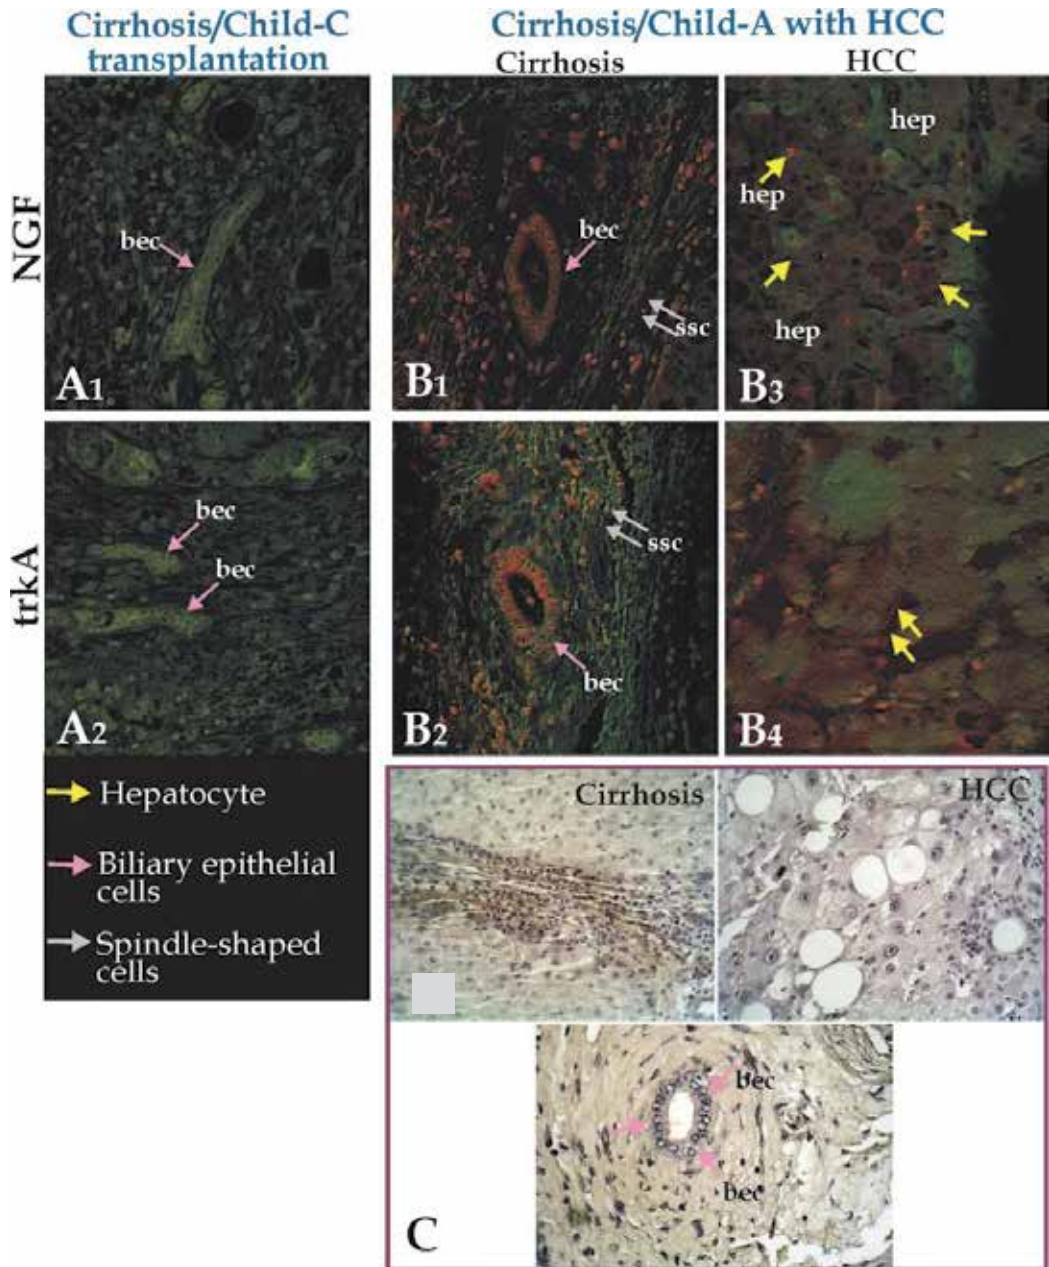 Cirrhosis/Child-C
transplantation
Cirrhosis/Child-A with HCC
Cirrhosis
HCC
NGF
bec
A1
bec
ssc
B1
hep
hep
hep
B3
trkA
bec
bec
A2
ssc
bec
B2
B4
Hepatocyte
Biliary epithelial
cells
Spindle-shaped
cells
Cirrhosis
HCC
bec
bec
C